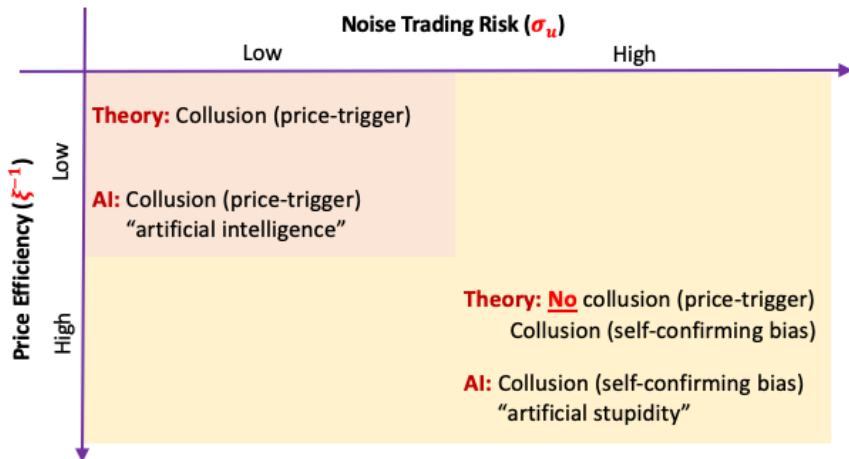 Noise Trading Risk (σᵤ)
Low
High
Price Efficiency (ξ⁻¹)
Low
High
Theory: Collusion (price-trigger)
AI: Collusion (price-trigger)
“artificial intelligence”
Theory: No collusion (price-trigger)
Collusion (self-confirming bias)
AI: Collusion (self-confirming bias)
“artificial stupidity”